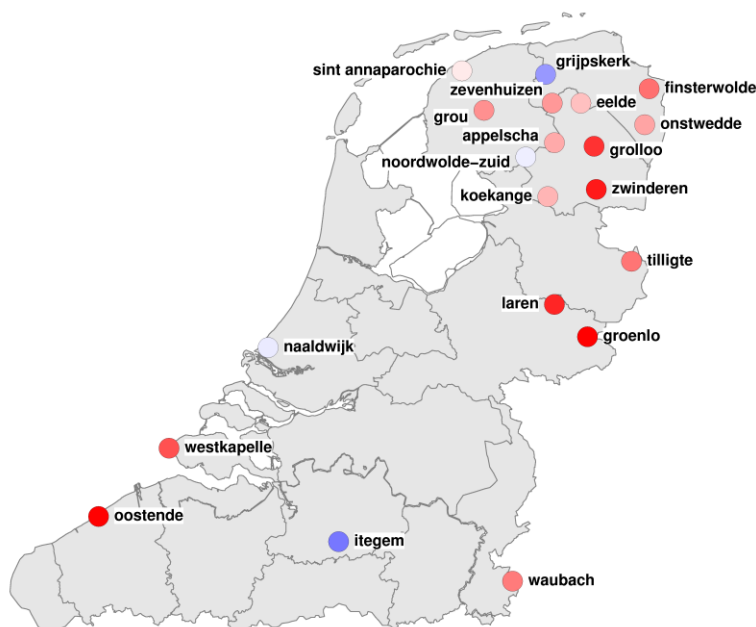 sint annaparochie
grijpskerk
zevenhuizen
finsterwolde
grou
eelde
onstwedde
appelscha
grolloo
noordwolde-zuid
koekange
zwinderen
tilligte
laren
groenlo
naaldwijk
westkapelle
oostende
itegem
waubach